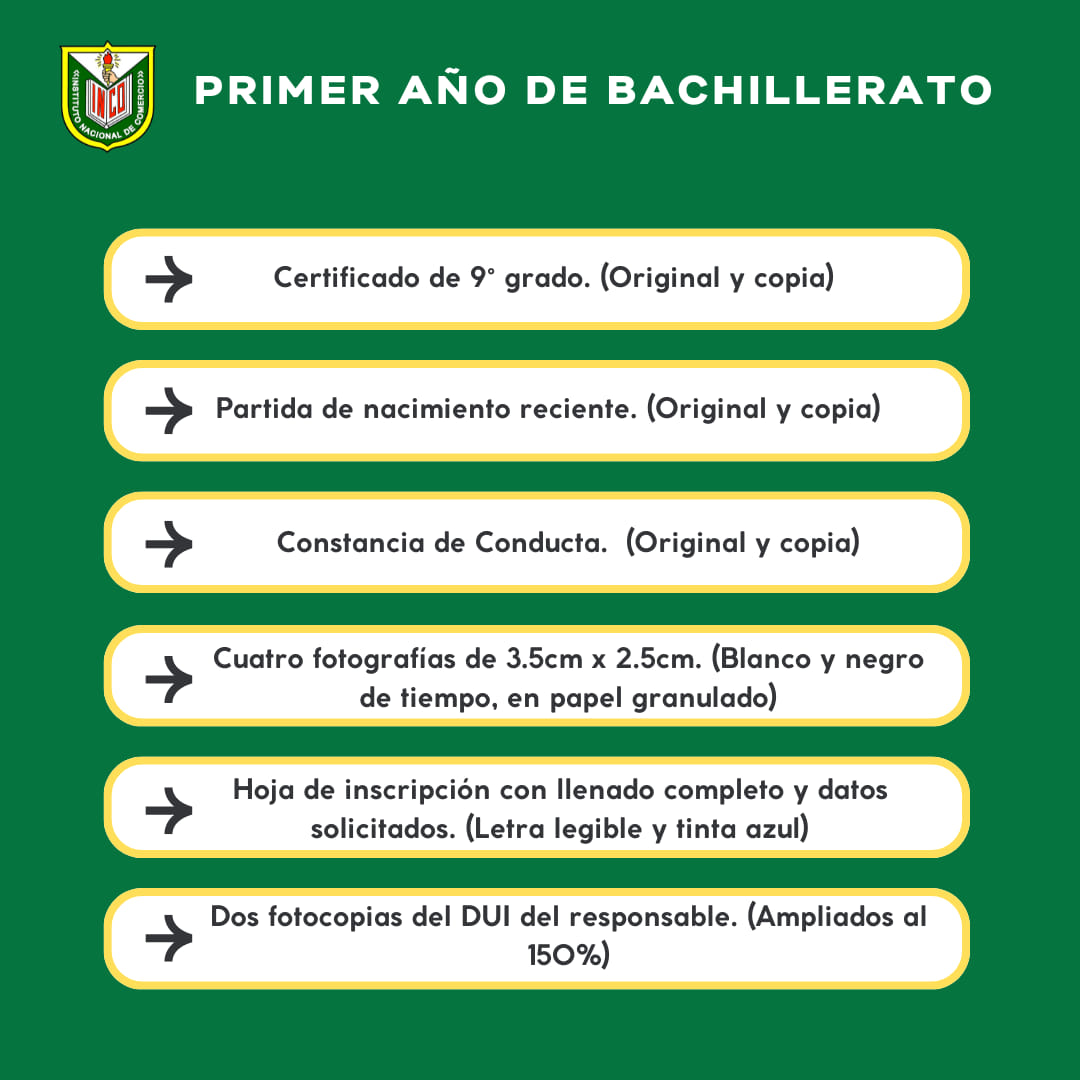 «INSTITUTO NACIONAL DE COMERCIO»
INCO
PRIMER AÑO DE BACHILLERATO
Certificado de 9° grado. (Original y copia)
Partida de nacimiento reciente. (Original y copia)
Constancia de Conducta.  (Original y copia)
Cuatro fotografías de 3.5cm x 2.5cm. (Blanco y negro
de tiempo, en papel granulado)
Hoja de inscripción con llenado completo y datos
solicitados. (Letra legible y tinta azul)
Dos fotocopias del DUI del responsable. (Ampliados al
150%)